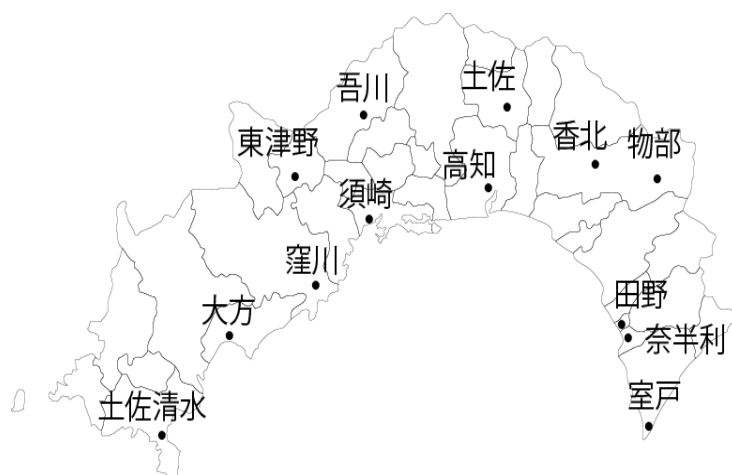 土佐
吾川
東津野
香北
物部
高知
須崎
窪川
田野
大方
奈半利
室戸
土佐清水